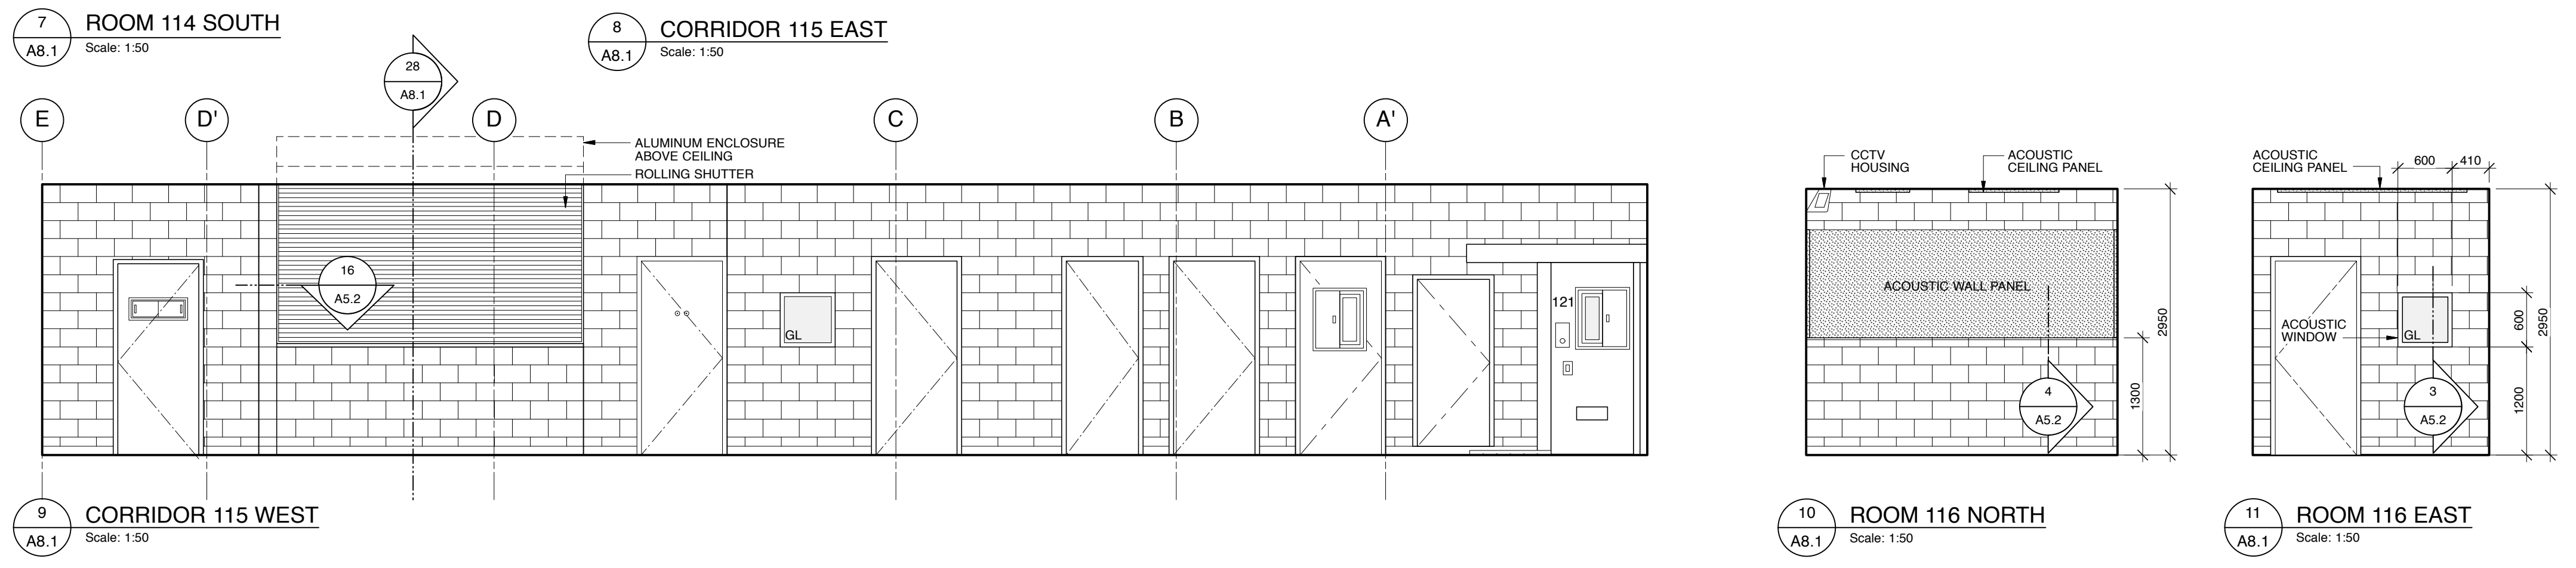 7
A8.1
ROOM 114 SOUTH
Scale: 1:50
8
A8.1
CORRIDOR 115 EAST
Scale: 1:50
28
A8.1
E
D'
D
C
B
A'
ALUMINUM ENCLOSURE
ABOVE CEILING
ROLLING SHUTTER
16
A5.2
GL
121
9
A8.1
CORRIDOR 115 WEST
Scale: 1:50
CCTV
HOUSING
ACOUSTIC
CEILING PANEL
ACOUSTIC WALL PANEL
4
A5.2
1300
2950
10
A8.1
ROOM 116 NORTH
Scale: 1:50
ACOUSTIC
CEILING PANEL
600
410
ACOUSTIC
WINDOW
GL
3
A5.2
600
1200
2950
11
A8.1
ROOM 116 EAST
Scale: 1:50